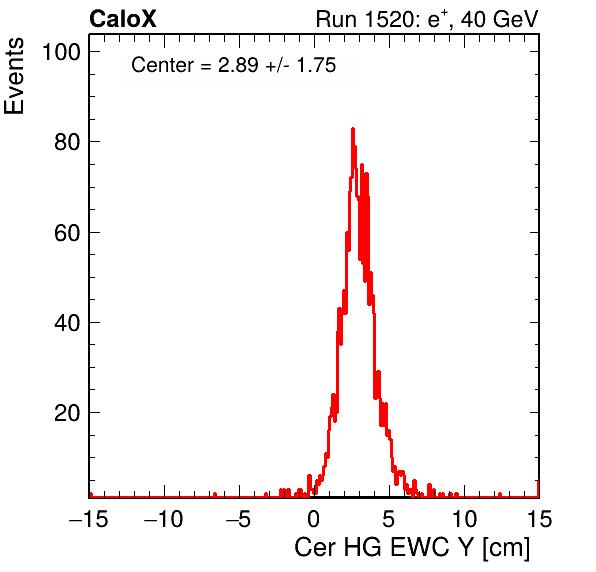 CaloX
Run 1520: e+, 40 GeV
Center = 2.89 +/- 1.75
Events
100
80
60
40
20
−15 −10 −5 0 5 10 15
Cer HG EWC Y [cm]